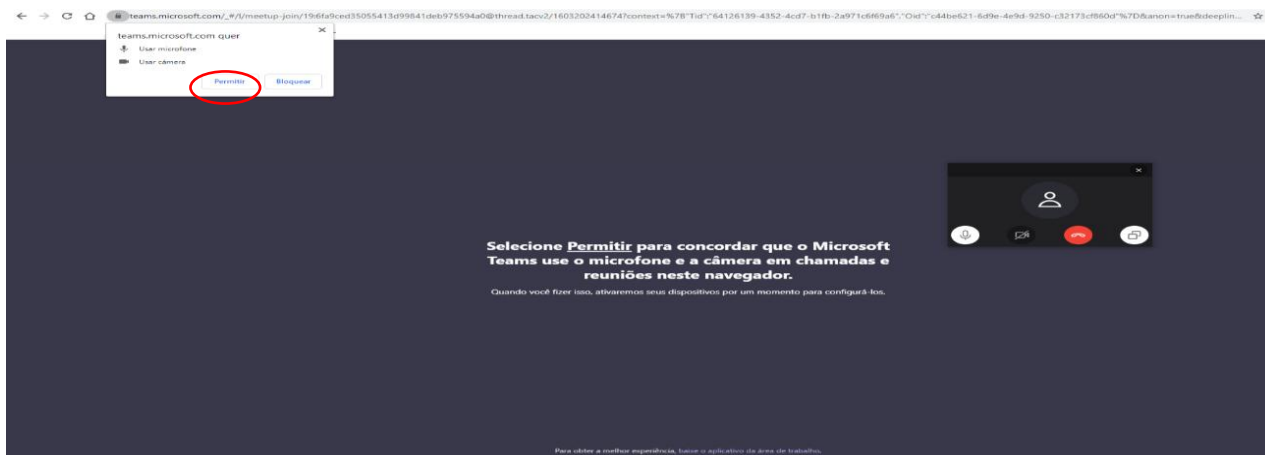 teams.microsoft.com quer
Usar microfone
Usar câmera
Permitir Bloquear
Selecione Permitir para concordar que o Microsoft
Teams use o microfone e a câmera em chamadas e
reuniões neste navegador.
Quando você fizer isso, ativaremos seus dispositivos por um momento para configurá-los.
Para obter a melhor experiência, baixe o aplicativo da área de trabalho.